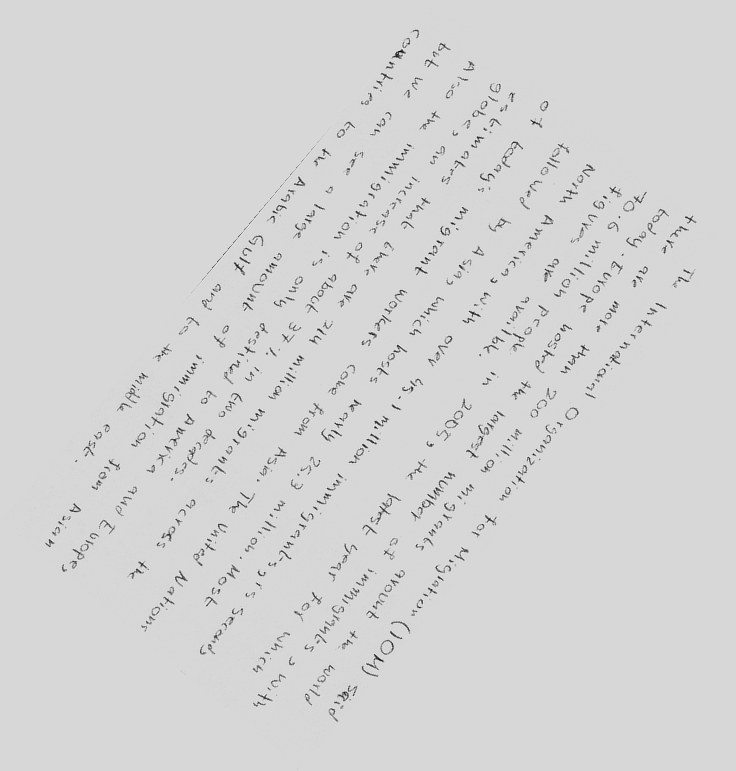 The International Organization for Migration (IOM) said
there are more than 200 million migrants around the world
today. Europe hosted the largest number of immigrants, with
70.6 million people in 2005, the latest year for which
figures are available.
North America, with over 45.1 million immigrants, is second,
followed by Asia, which hosts nearly 25.3 million. Most
of today's migrant workers come from Asia. The United Nations
estimates that there are 214 million migrants across the
globe, an increase of about 37% in two decades.
Also the immigration is only destined to America and Europe,
but we can see a large amount of immigration from Asian
countries to the Arabic Gulf and to the middle east.